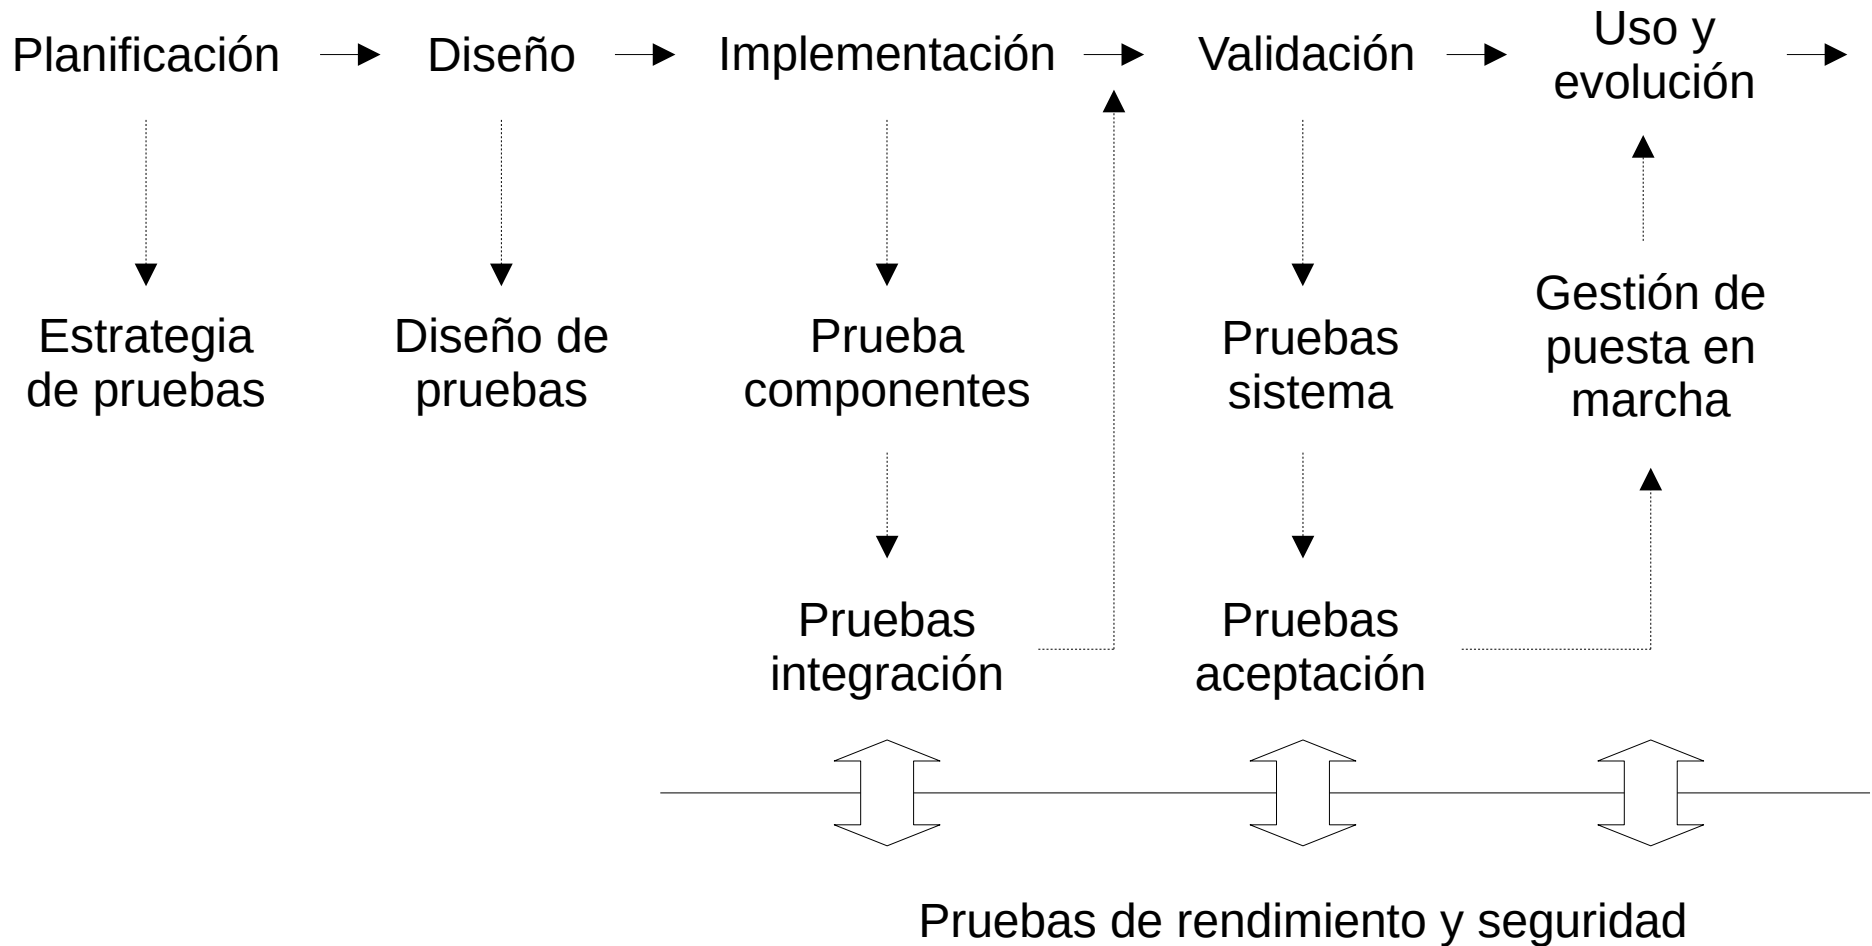 Planificación
Diseño
Implementación
Validación
Uso y
evolución
Estrategia
de pruebas
Diseño de
pruebas
Prueba
componentes
Pruebas
sistema
Gestión de
puesta en
marcha
Pruebas
integración
Pruebas
aceptación
Pruebas de rendimiento y seguridad